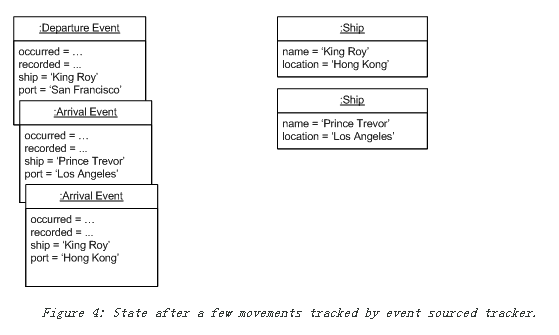 :Departure Event
occurred = …
recorded = ...
ship = 'King Roy'
port = 'San Francisco'
:Arrival Event
occurred = …
recorded = ...
ship = 'Prince Trevor'
port = 'Los Angeles'
:Arrival Event
occurred = …
recorded = ...
ship = 'King Roy'
port = 'Hong Kong'
:Ship
name = 'King Roy'
location = 'Hong Kong'
:Ship
name = 'Prince Trevor'
location = 'Los Angeles'
Figure 4: State after a few movements tracked by event sourced tracker.